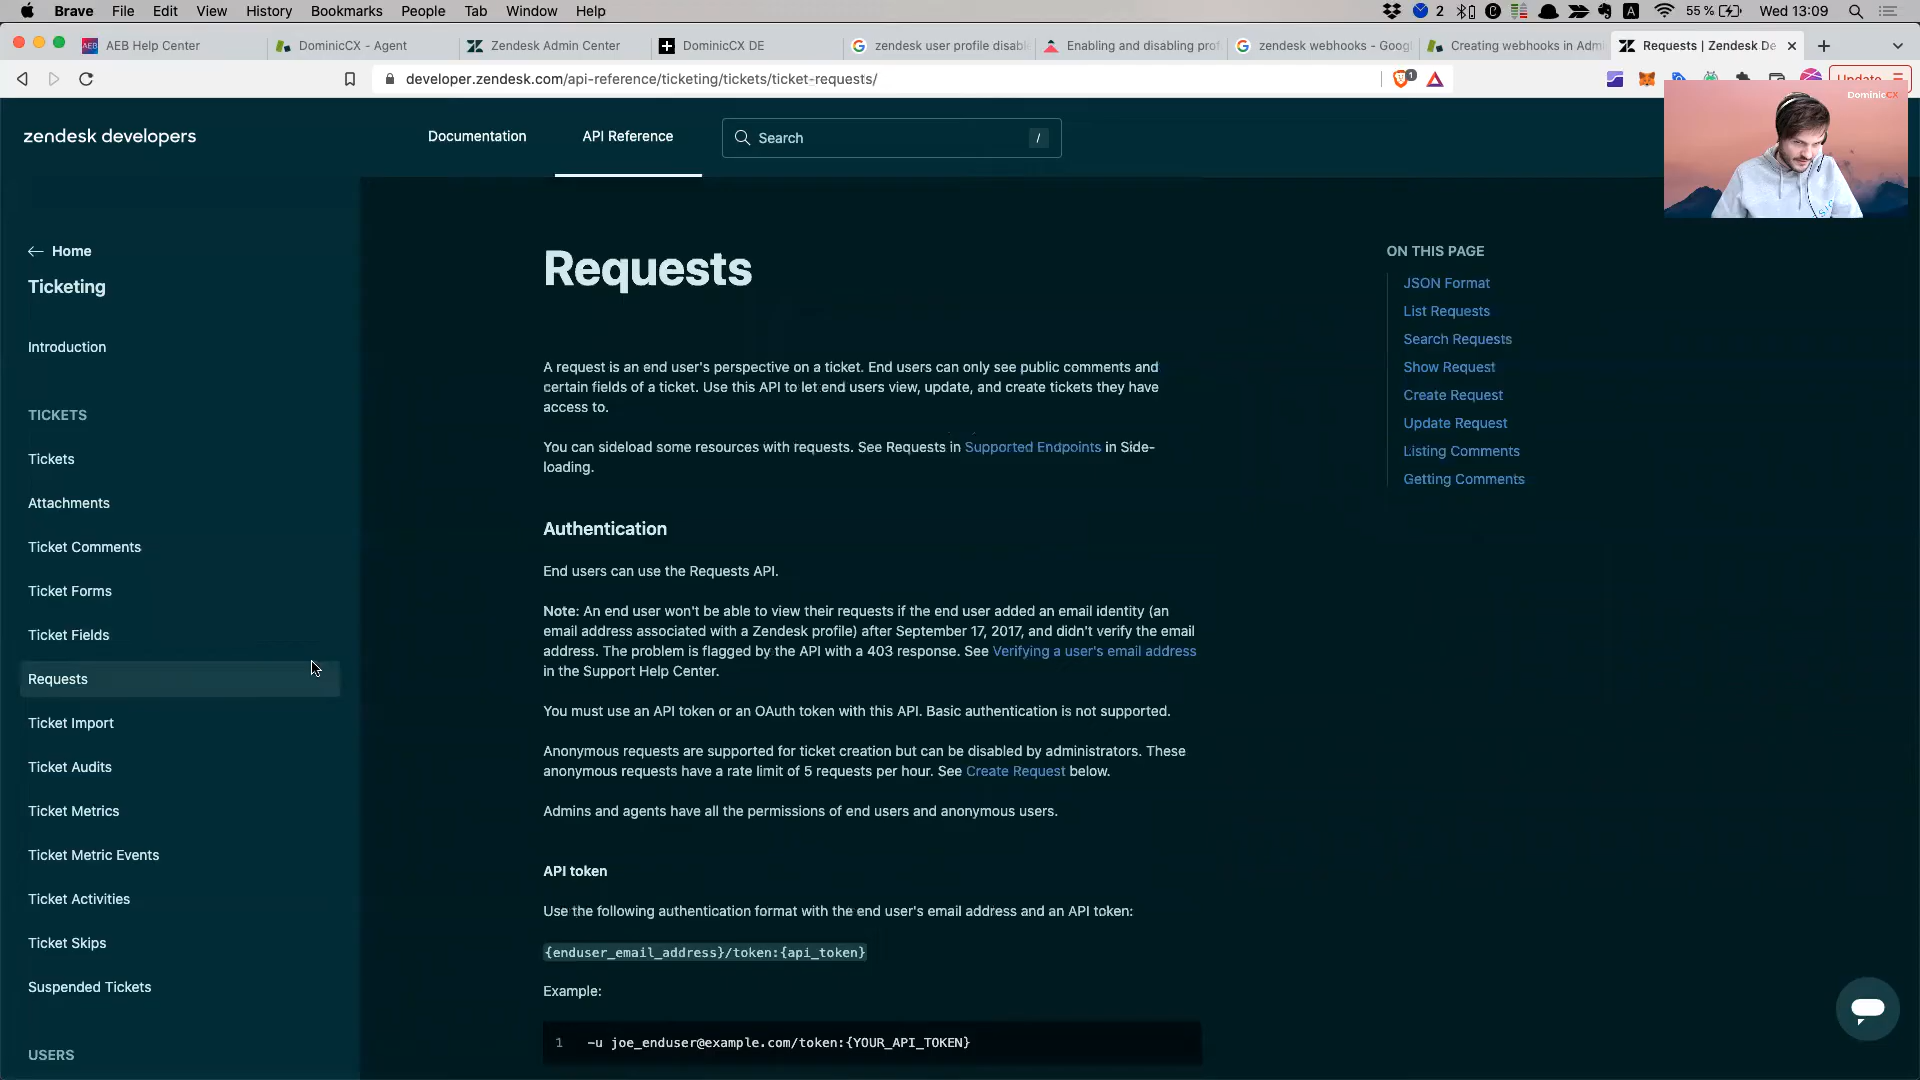 Brave File Edit View History Bookmarks People Tab Window Help 2 A 55 % Wed 13:09
AEB AEB Help Center DominicCX - Agent Zendesk Admin Center DominicCX DE zendesk user profile disabl Enabling and disabling prof zendesk webhooks - Goog Creating webhooks in Adm Requests | Zendesk De
developer.zendesk.com/api-reference/ticketing/tickets/ticket-requests/ 1 Update
DominicCX
zendesk developers Documentation API Reference Search /
Home
Ticketing
Introduction
TICKETS
Tickets
Attachments
Ticket Comments
Ticket Forms
Ticket Fields
Requests
Ticket Import
Ticket Audits
Ticket Metrics
Ticket Metric Events
Ticket Activities
Ticket Skips
Suspended Tickets
USERS
Requests
A request is an end user's perspective on a ticket. End users can only see public comments and
certain fields of a ticket. Use this API to let end users view, update, and create tickets they have
access to.
You can sideload some resources with requests. See Requests in Supported Endpoints in Side-
loading.
Authentication
End users can use the Requests API.
Note: An end user won't be able to view their requests if the end user added an email identity (an
email address associated with a Zendesk profile) after September 17, 2017, and didn't verify the email
address. The problem is flagged by the API with a 403 response. See Verifying a user's email address
in the Support Help Center.
You must use an API token or an OAuth token with this API. Basic authentication is not supported.
Anonymous requests are supported for ticket creation but can be disabled by administrators. These
anonymous requests have a rate limit of 5 requests per hour. See Create Request below.
Admins and agents have all the permissions of end users and anonymous users.
API token
Use the following authentication format with the end user's email address and an API token:
{enduser_email_address}/token:{api_token}
Example:
1 -u joe_enduser@example.com/token:{YOUR_API_TOKEN}
ON THIS PAGE
JSON Format
List Requests
Search Requests
Show Request
Create Request
Update Request
Listing Comments
Getting Comments